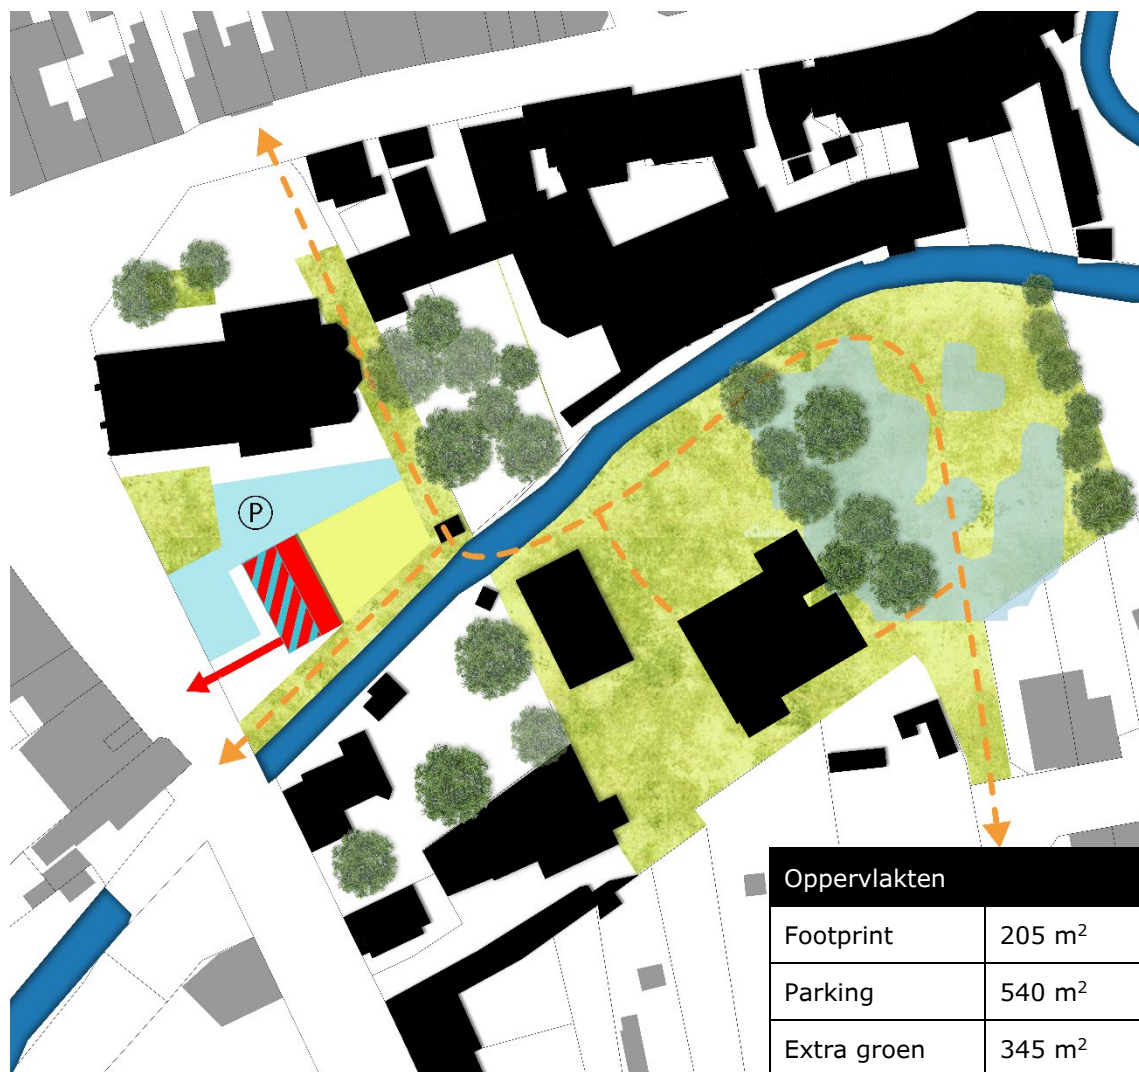 P
Oppervlakten
Footprint 205 m²
Parking 540 m²
Extra groen 345 m²